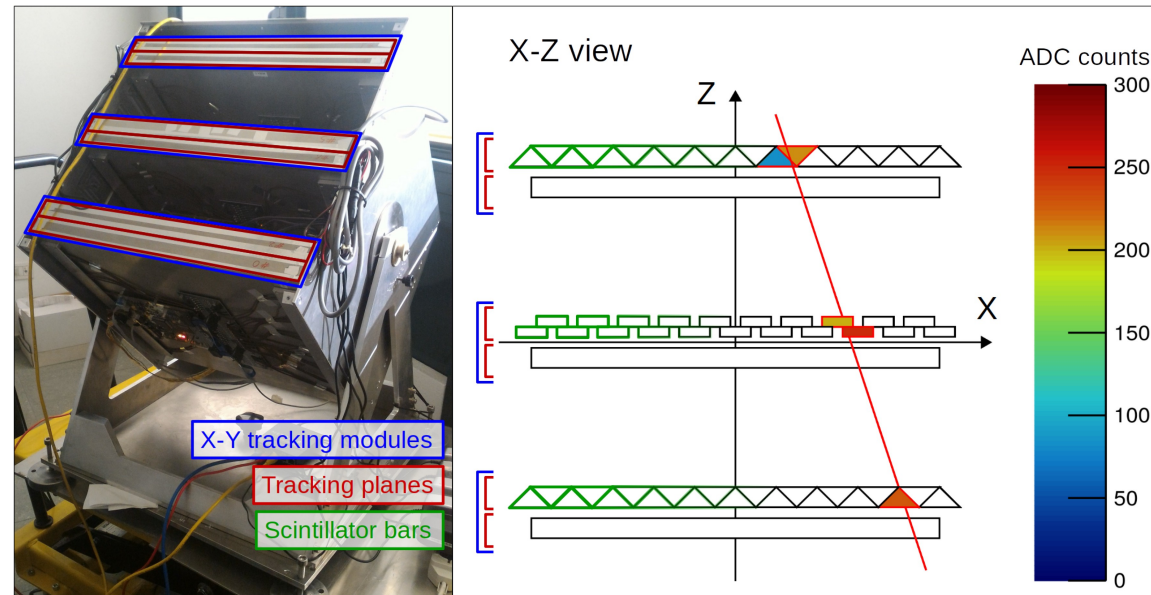 X-Y tracking modules
Tracking planes
Scintillator bars
X-Z view
Z
X
ADC counts
300
250
200
150
100
50
0